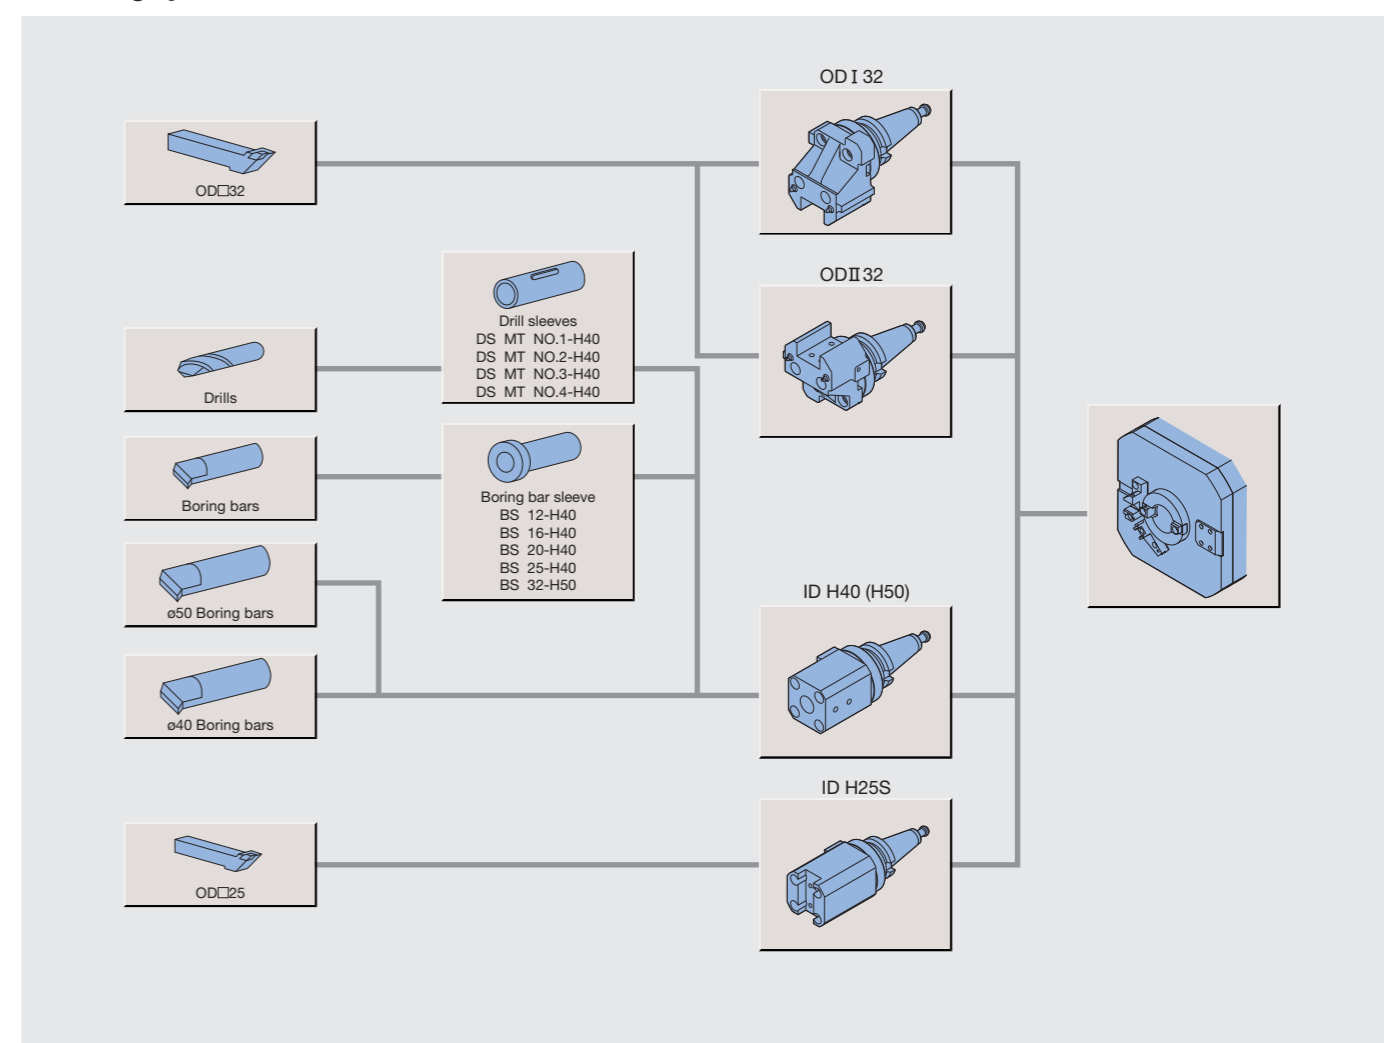 OD I 32
OD□32
ODⅡ32
Drill sleeves
DS MT NO.1-H40
DS MT NO.2-H40
DS MT NO.3-H40
DS MT NO.4-H40
Drills
Boring bars
Boring bar sleeve
BS 12-H40
BS 16-H40
BS 20-H40
BS 25-H40
BS 32-H50
ø50 Boring bars
ID H40 (H50)
ø40 Boring bars
ID H25S
OD□25